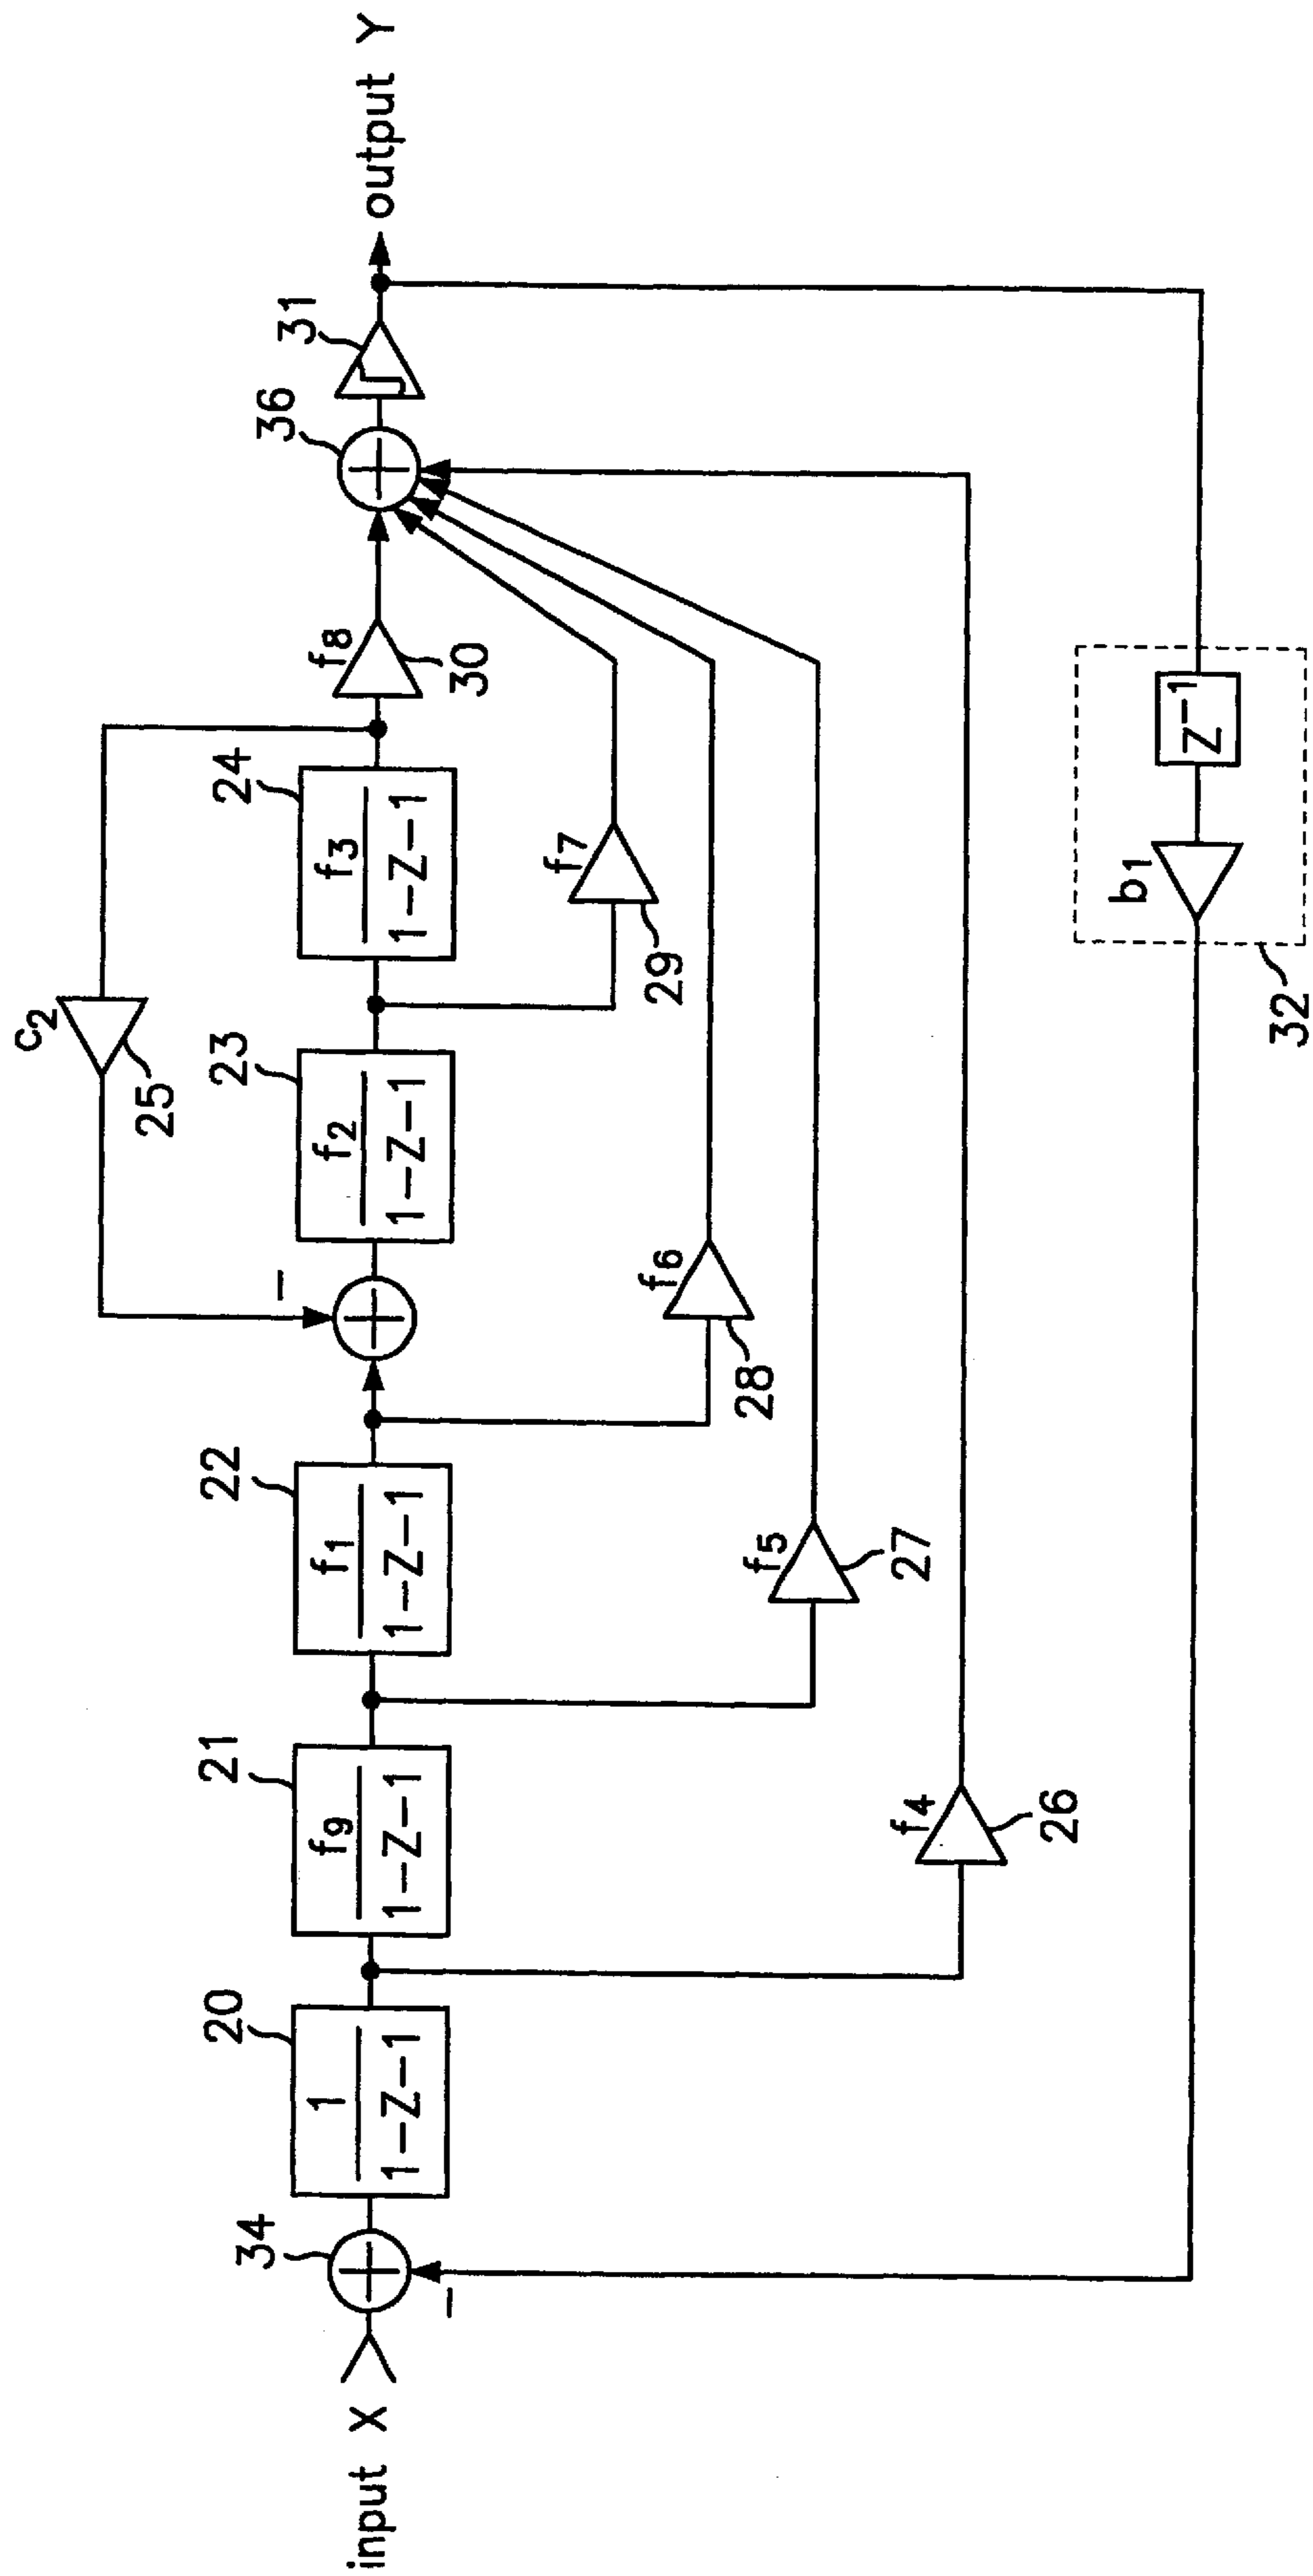 input X
34
20
1
1-Z-1
21
f9
1-Z-1
22
f1
1-Z-1
-
-
c2
25
23
f2
1-Z-1
24
f3
1-Z-1
f8
30
36
31
output Y
f7
29
f6
28
f5
27
f4
26
b1
Z-1
32